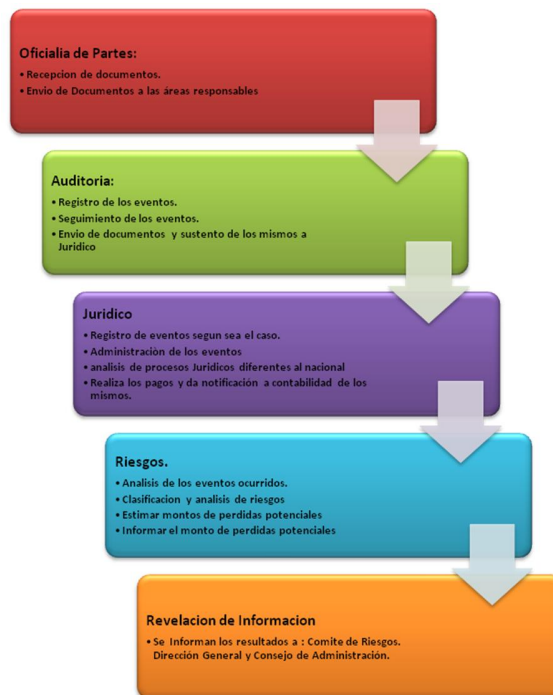 Oficialia de Partes:
• Recepcion de documentos.
• Envio de Documentos a las áreas responsables
Auditoria:
• Registro de los eventos.
• Seguimiento de los eventos.
• Envio de documentos y sustento de los mismos a
Juridico
Juridico
• Registro de eventos segun sea el caso.
• Administraciòn de los eventos
• analisis de procesos Juridicos diferentes al nacional
• Realiza los pagos y da notificación a contabilidad de los
mismos.
Riesgos.
• Analisis de los eventos ocurridos.
• Clasificacion y analisis de riesgos
• Estimar montos de perdidas potenciales
• Informar el monto de perdidas potenciales
Revelacion de Informacion
• Se Informan los resultados a : Comite de Riesgos.
Dirección General y Consejo de Administración.